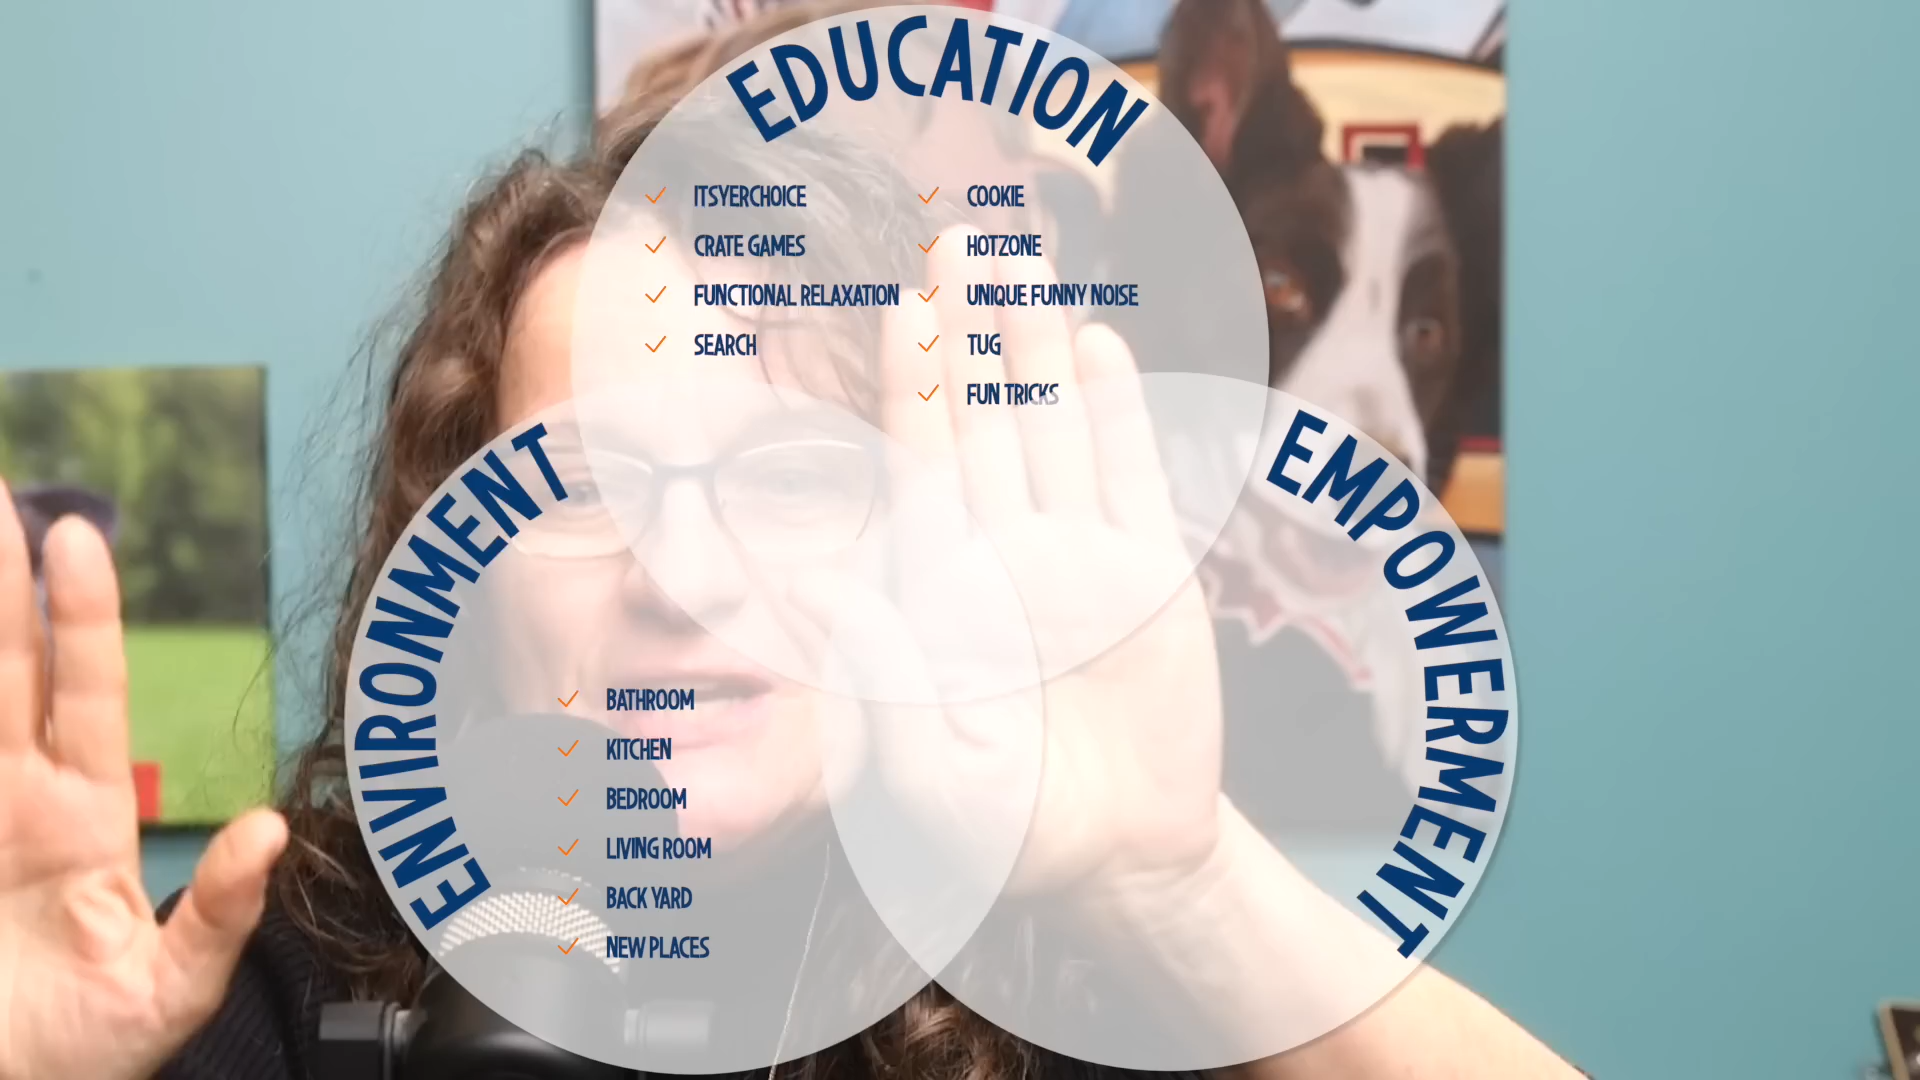 EDUCATION
ITSYERCHOICE
CRATE GAMES
FUNCTIONAL RELAXATION
SEARCH
COOKIE
HOTZONE
UNIQUE FUNNY NOISE
TUG
FUN TRICKS
ENVIRONMENT
BATHROOM
KITCHEN
BEDROOM
LIVING ROOM
BACK YARD
NEW PLACES
EMPOWERMENT